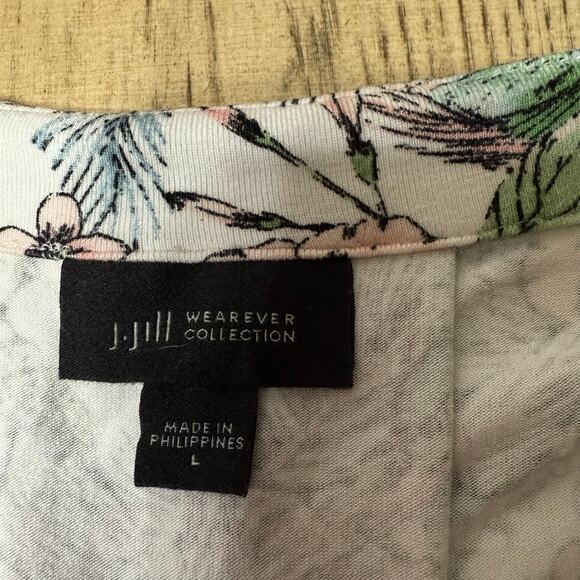 J.Jill WEAREVER
COLLECTION
MADE IN
PHILIPPINES
L